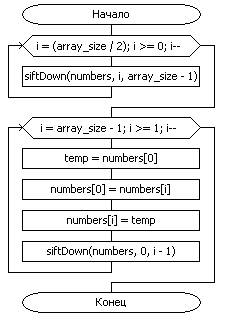 Начало
i = (array_size / 2); i >= 0; i--
siftDown(numbers, i, array_size - 1)
i = array_size - 1; i >= 1; i--
temp = numbers[0]
numbers[0] = numbers[i]
numbers[i] = temp
siftDown(numbers, 0, i - 1)
Конец